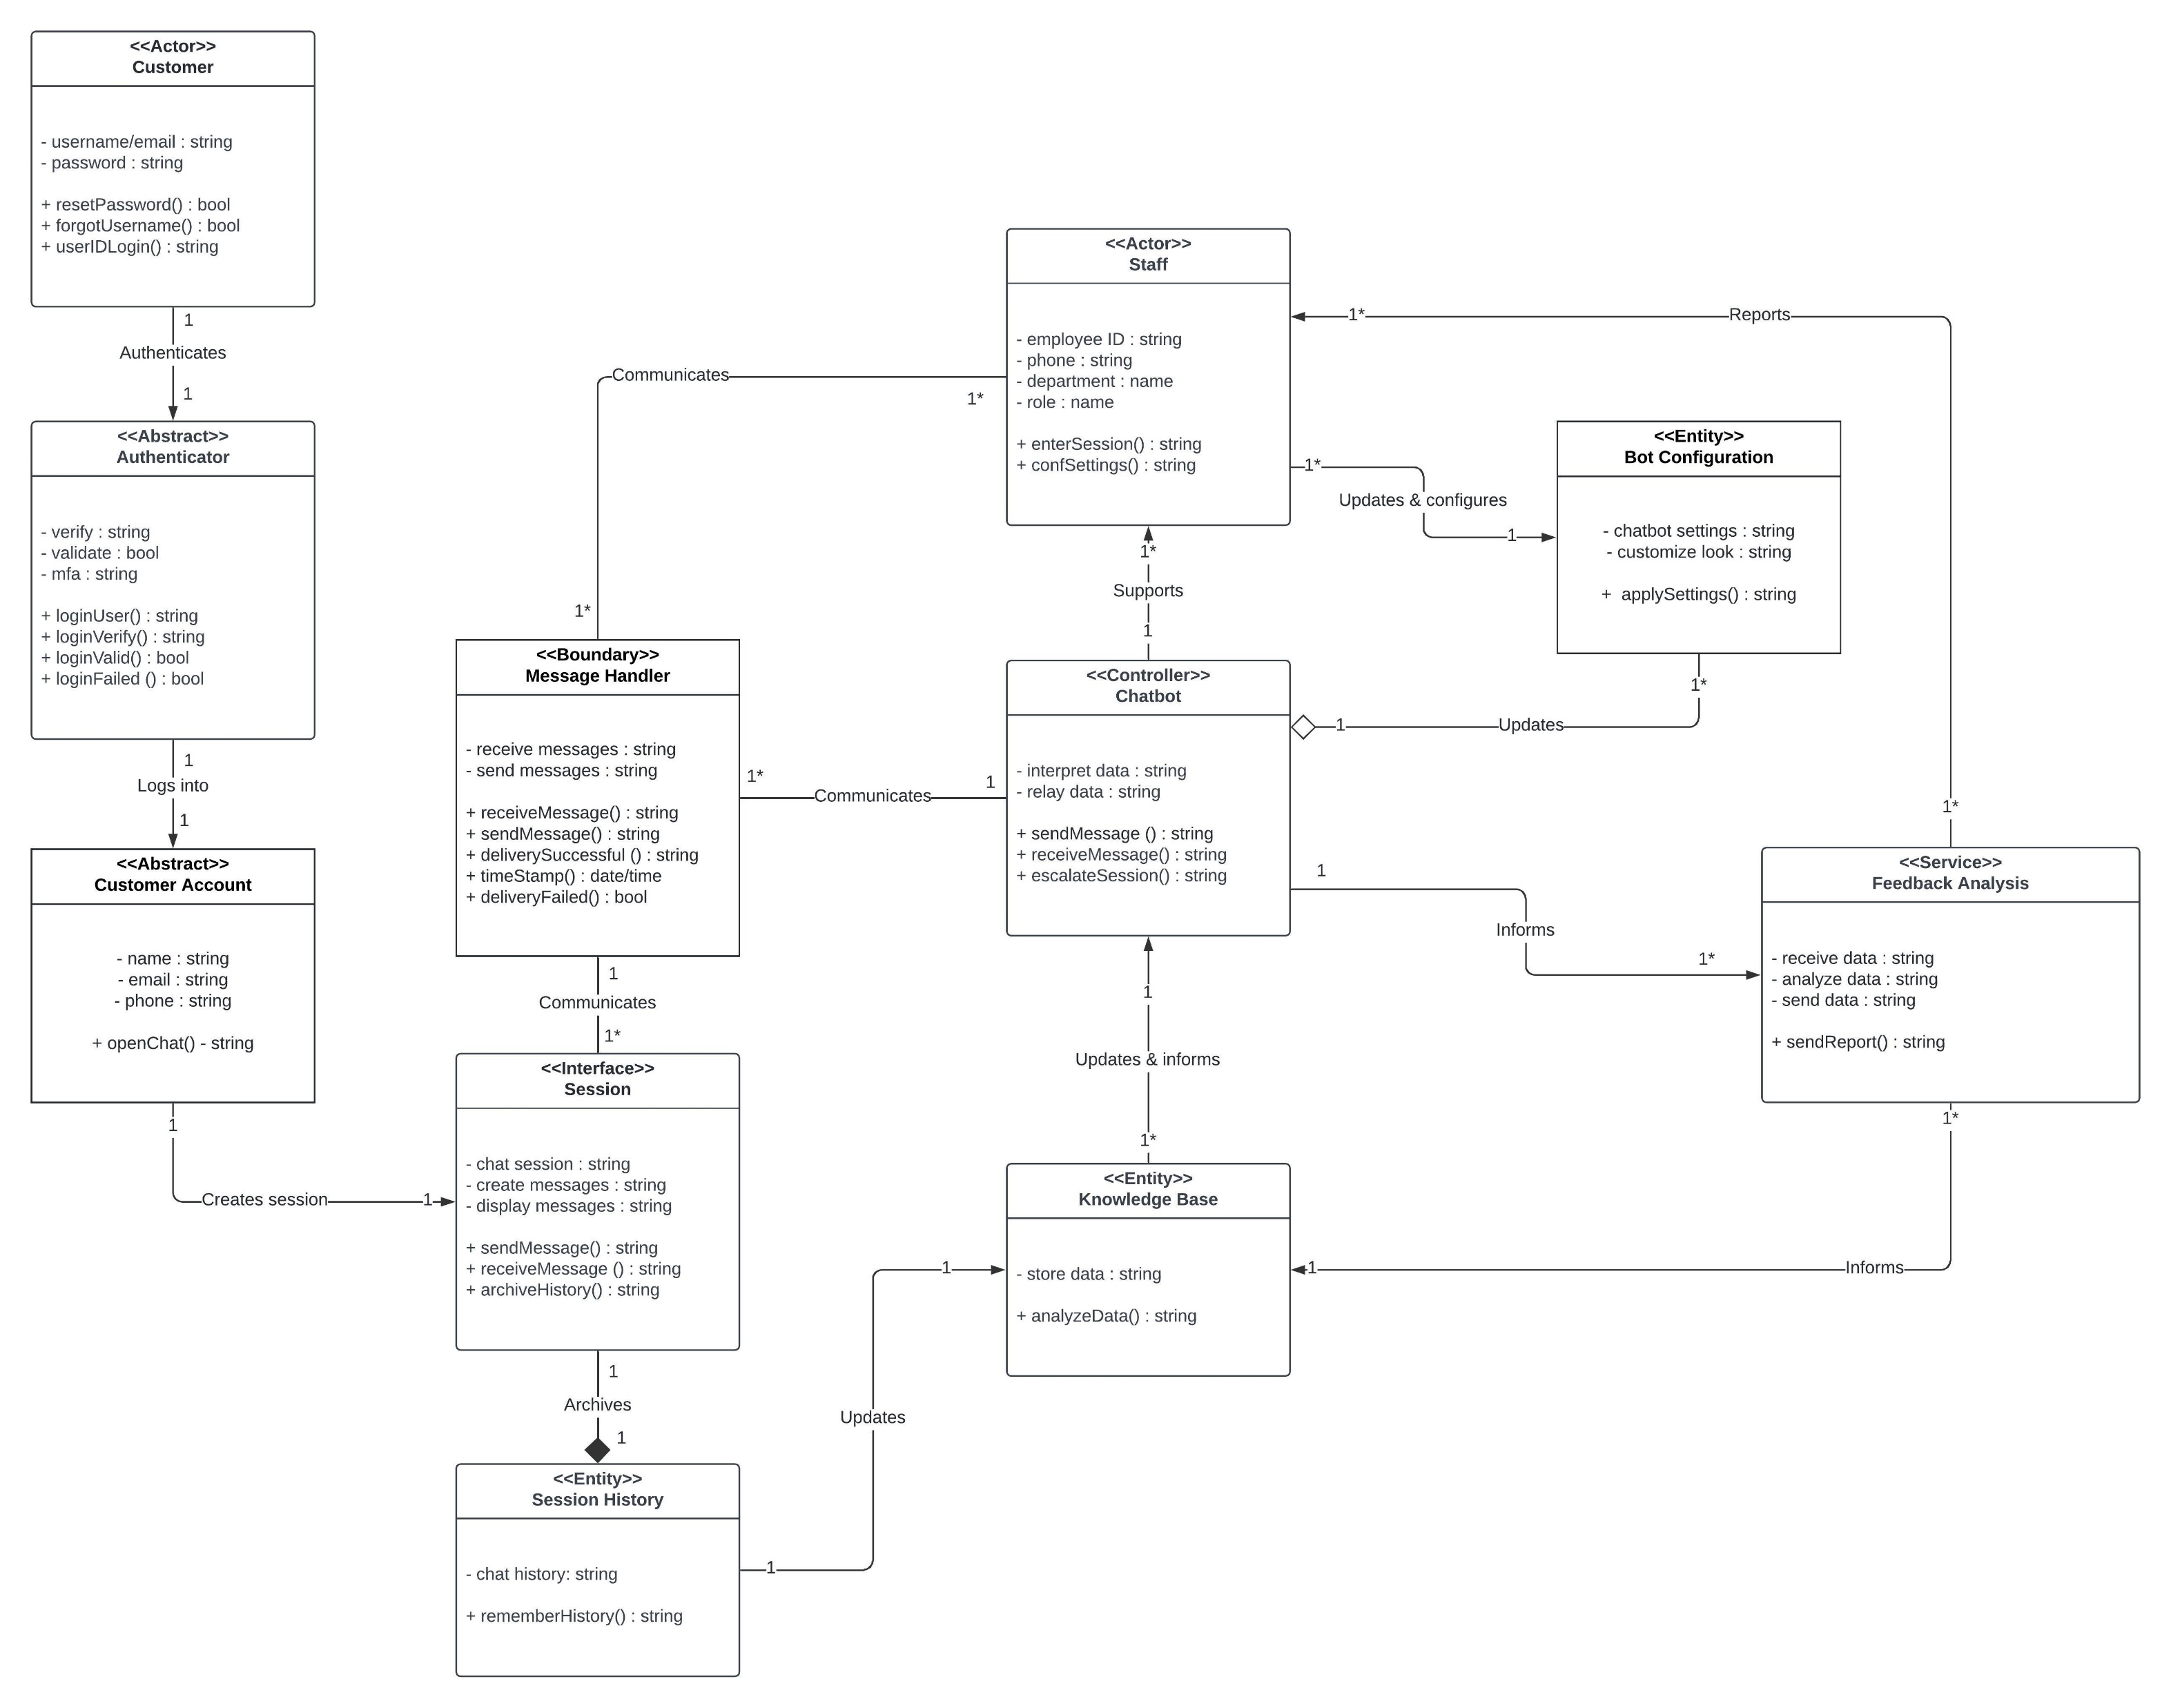 <<Actor>>
Customer
- username/email : string
- password : string
+ resetPassword() : bool
+ forgotUsername() : bool
+ userIDLogin() : string
1
Authenticates
1
<<Abstract>>
Authenticator
- verify : string
- validate : bool
- mfa : string
+ loginUser() : string
+ loginVerify() : string
+ loginValid() : bool
+ loginFailed () : bool
1
Logs into
1
<<Abstract>>
Customer Account
- name : string
- email : string
- phone : string
+ openChat() - string
1
Creates session
1
<<Boundary>>
Message Handler
- receive messages : string
- send messages : string
+ receiveMessage() : string
+ sendMessage() : string
+ deliverySuccessful () : string
+ timeStamp() : date/time
+ deliveryFailed() : bool
1
Communicates
1*
<<Interface>>
Session
- chat session : string
- create messages : string
- display messages : string
+ sendMessage() : string
+ receiveMessage () : string
+ archiveHistory() : string
1
Archives
1
<<Entity>>
Session History
- chat history: string
+ rememberHistory() : string
1
Updates
1
Communicates
1*
1*
1*
Communicates
1
<<Actor>>
Staff
- employee ID : string
- phone : string
- department : name
- role : name
+ enterSession() : string
+ confSettings() : string
1*
Supports
1
<<Controller>>
Chatbot
- interpret data : string
- relay data : string
+ sendMessage () : string
+ receiveMessage() : string
+ escalateSession() : string
1
Updates & informs
1*
<<Entity>>
Knowledge Base
- store data : string
+ analyzeData() : string
1*
Reports
1*
1*
Updates & configures
1
<<Entity>>
Bot Configuration
- chatbot settings : string
- customize look : string
+  applySettings() : string
1*
1
Updates
1
Informs
1*
<<Service>>
Feedback Analysis
- receive data : string
- analyze data : string
- send data : string
+ sendReport() : string
1*
1
Informs